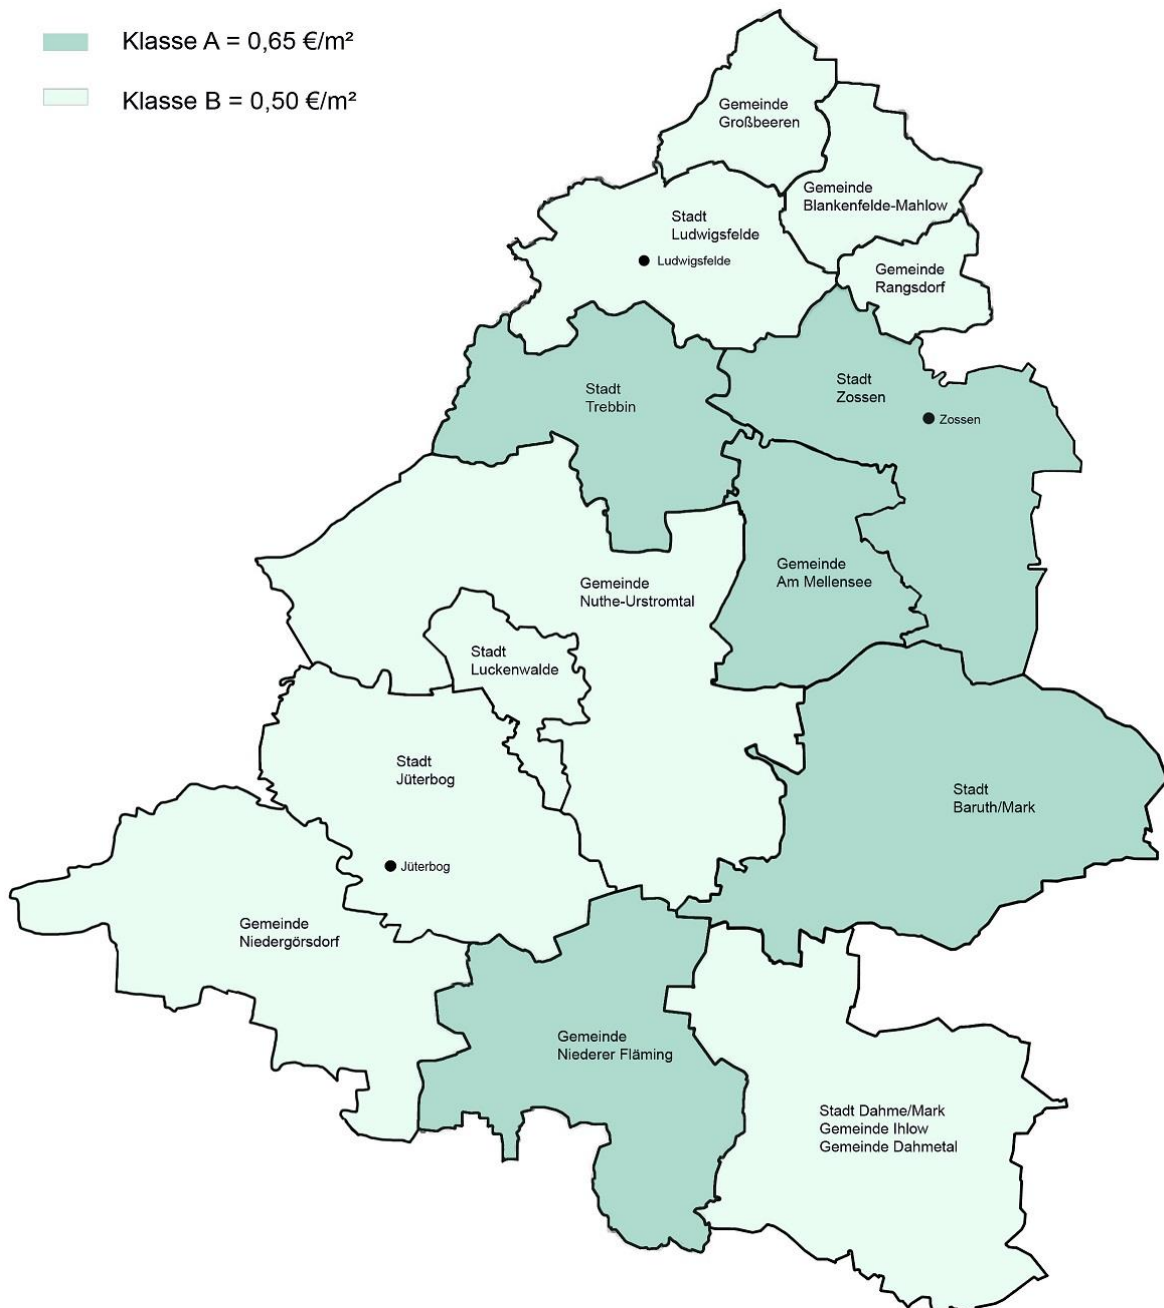 Klasse A = 0,65 €/m²
Klasse B = 0,50 €/m²
Gemeinde
Großbeeren
Gemeinde
Blankenfelde-Mahlow
Stadt
Ludwigsfelde
Ludwigsfelde
Gemeinde
Rangsdorf
Stadt
Trebbin
Stadt
Zossen
Zossen
Gemeinde
Am Mellensee
Gemeinde
Nuthe-Urstromtal
Stadt
Luckenwalde
Stadt
Jüterbog
Jüterbog
Stadt
Baruth/Mark
Gemeinde
Niedergörsdorf
Gemeinde
Niederer Fläming
Stadt Dahme/Mark
Gemeinde Ihlow
Gemeinde Dahmetal